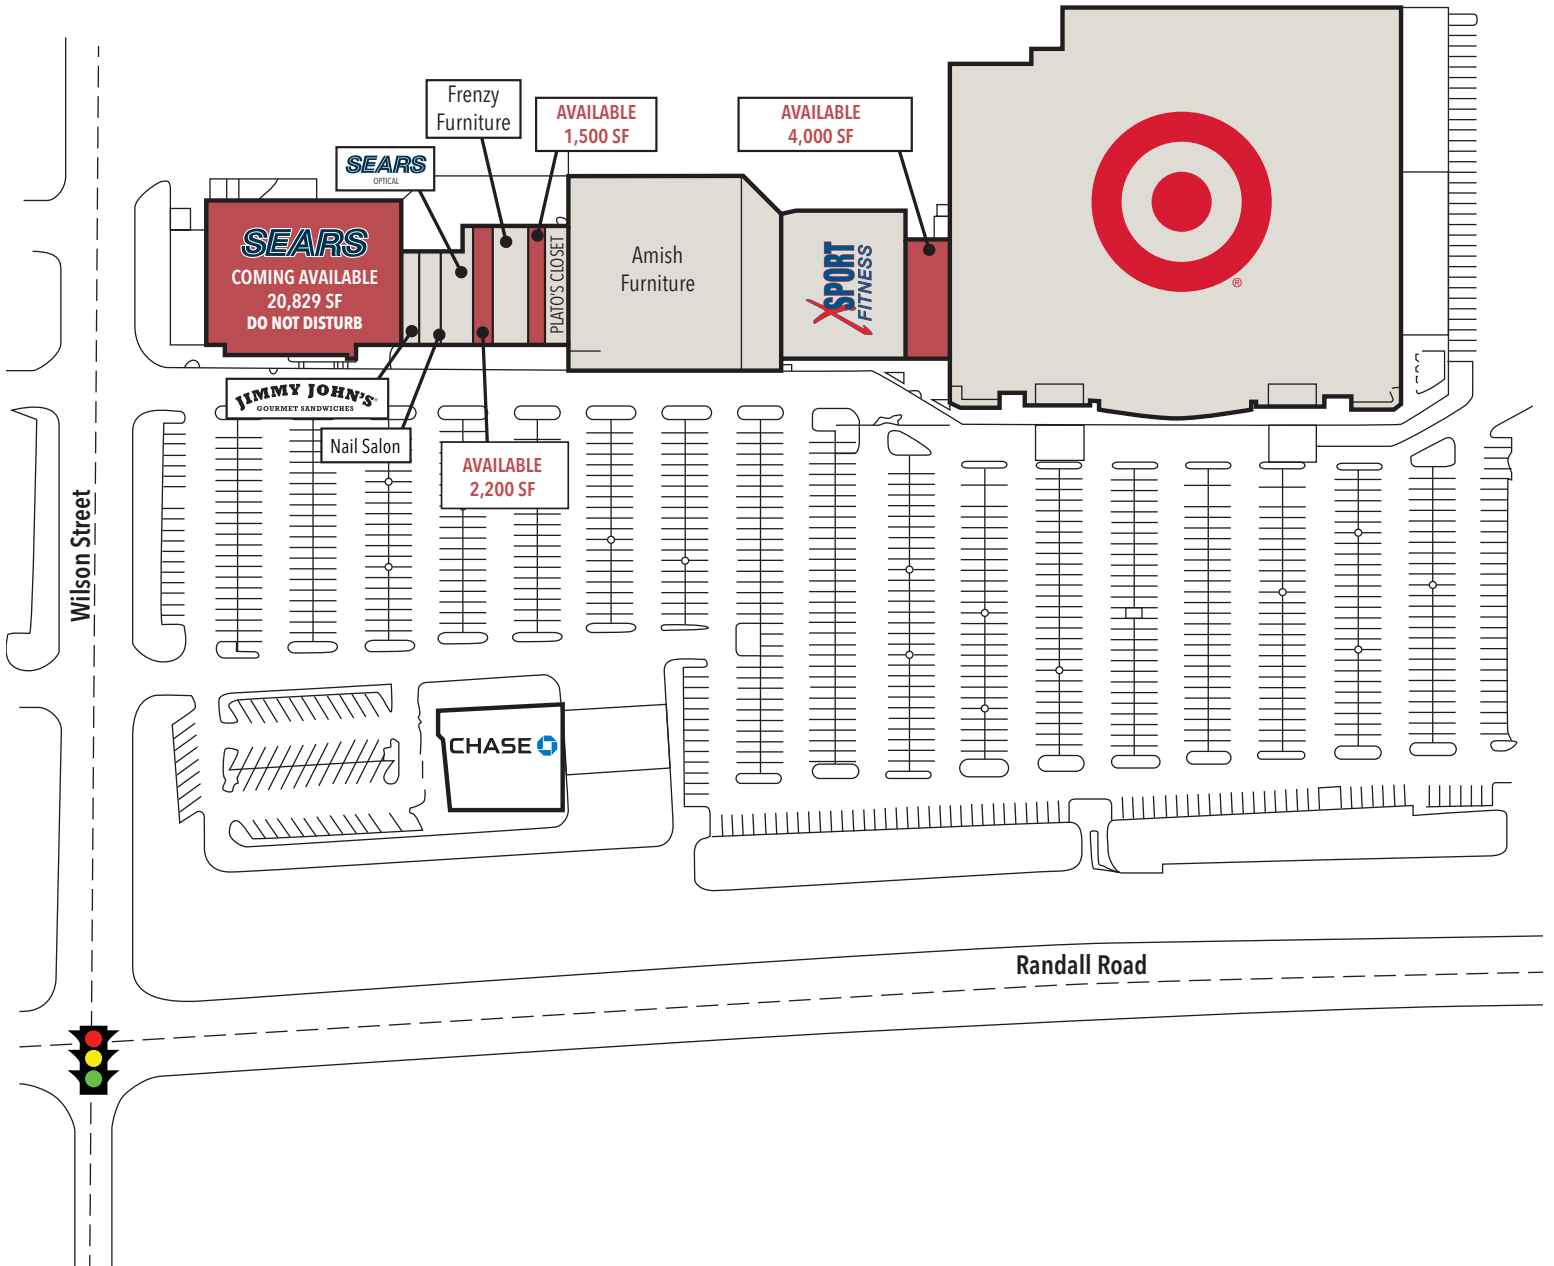 Frenzy
Furniture
AVAILABLE
1,500 SF
AVAILABLE
4,000 SF
SEARS
OPTICAL
SEARS
COMING AVAILABLE
20,829 SF
DO NOT DISTURB
PLATO'S CLOSET
Amish
Furniture
XSPORT
FITNESS
®
JIMMY JOHN'S®
GOURMET SANDWICHES
Nail Salon
AVAILABLE
2,200 SF
Wilson Street
CHASE
Randall Road